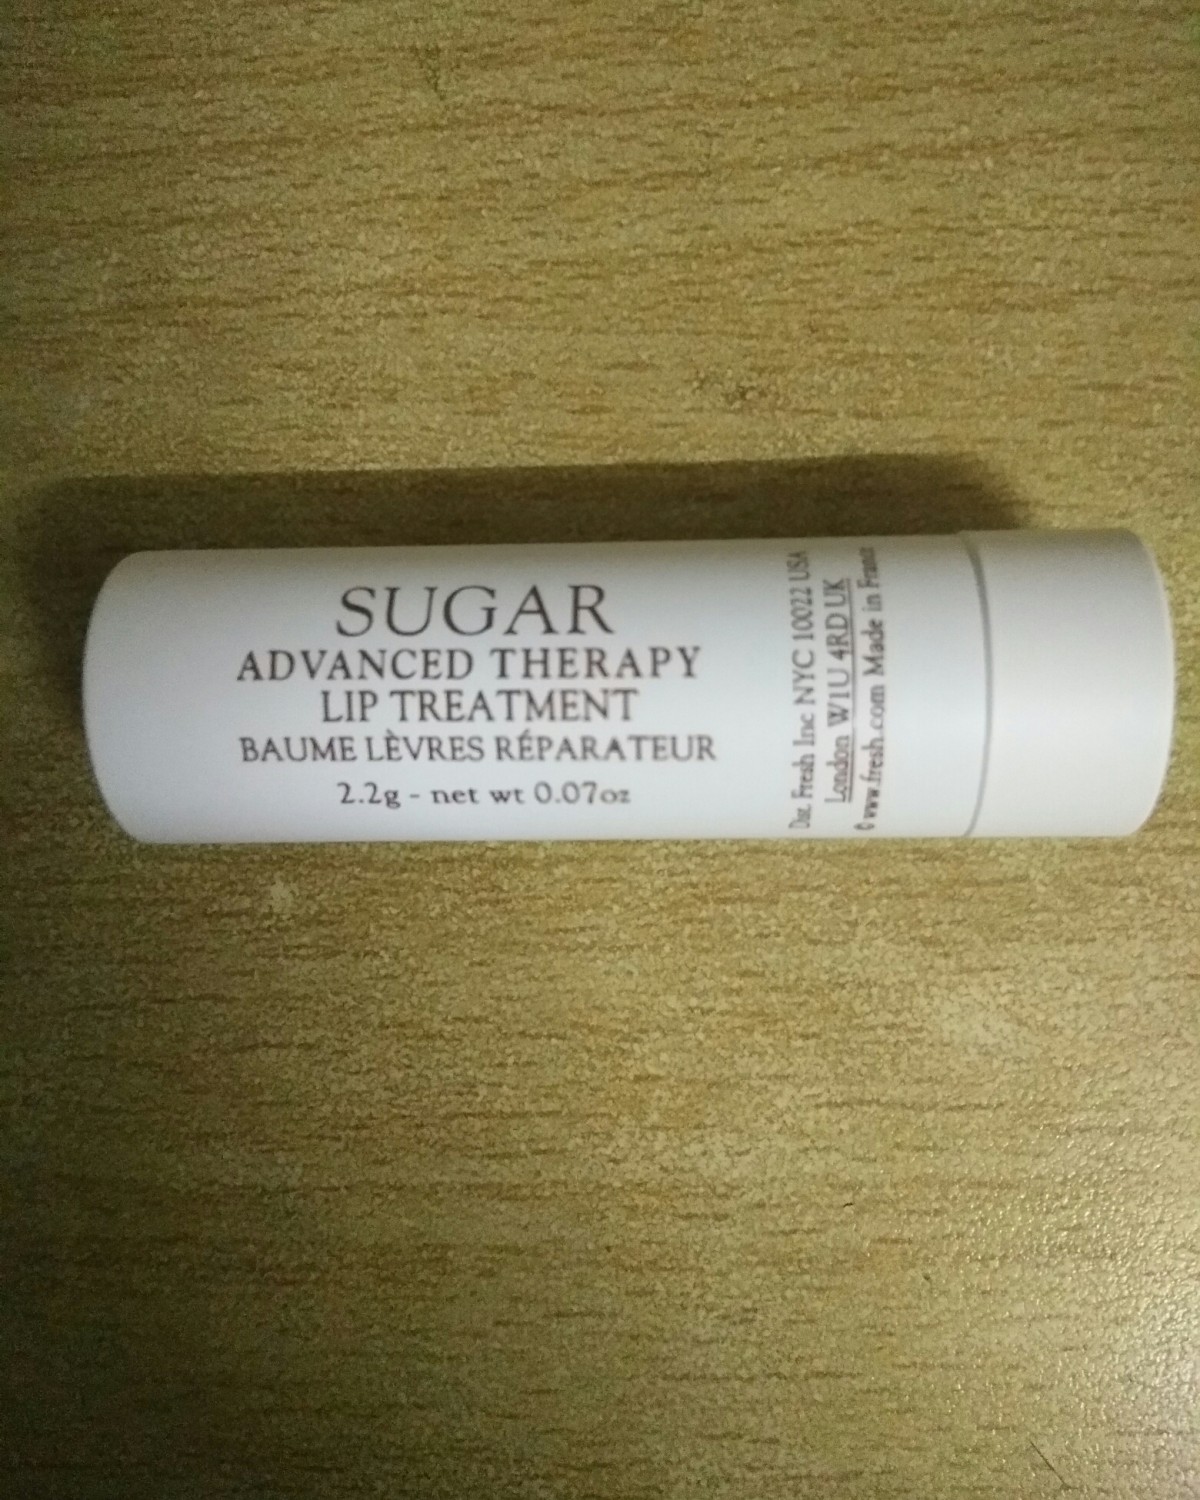 SUGAR
ADVANCED THERAPY
LIP TREATMENT
BAUME LÈVRES RÉPARATEUR
2.2g - net wt 0.07oz
Dist. Fresh Inc NYC 10022 USA
London W1U 4RD UK
© www.fresh.com Made in France